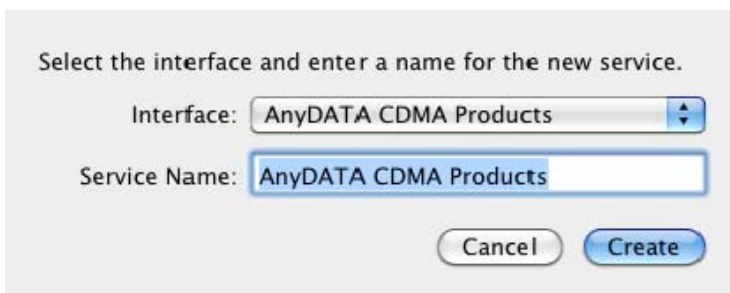 Select the interface and enter a name for the new service.
Interface: AnyDATA CDMA Products
Service Name: AnyDATA CDMA Products
Cancel Create